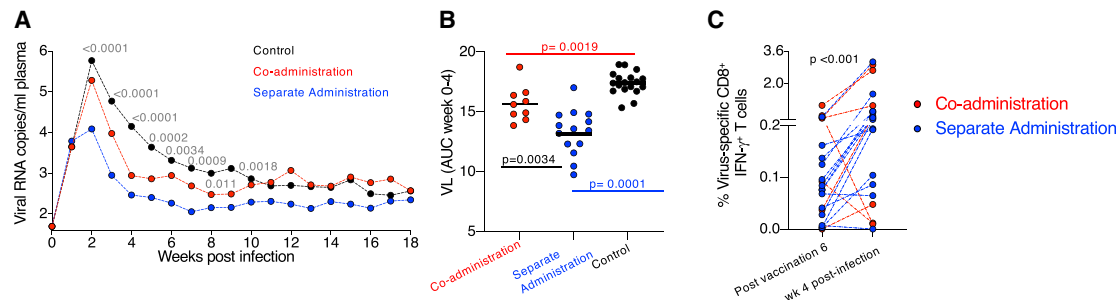 A
Viral RNA copies/ml plasma
6
5
4
3
2
<0.0001
<0.0001
<0.0001
0.0002
0.0034
0.0009
0.0018
0.011
Control
Co-administration
Separate Administration
0 2 4 6 8 10 12 14 16 18
Weeks post infection
B
VL (AUC week 0-4)
20
15
10
5
p= 0.0019
p=0.0034
p= 0.0001
Co-administration
Separate
Administration
Control
C
% Virus-specific CD8+
IFN-γ+ T cells
3.6
2.0
0.2
0.1
0.0
p <0.001
Post vaccination 6
wk 4 post-infection
Co-administration
Separate Administration